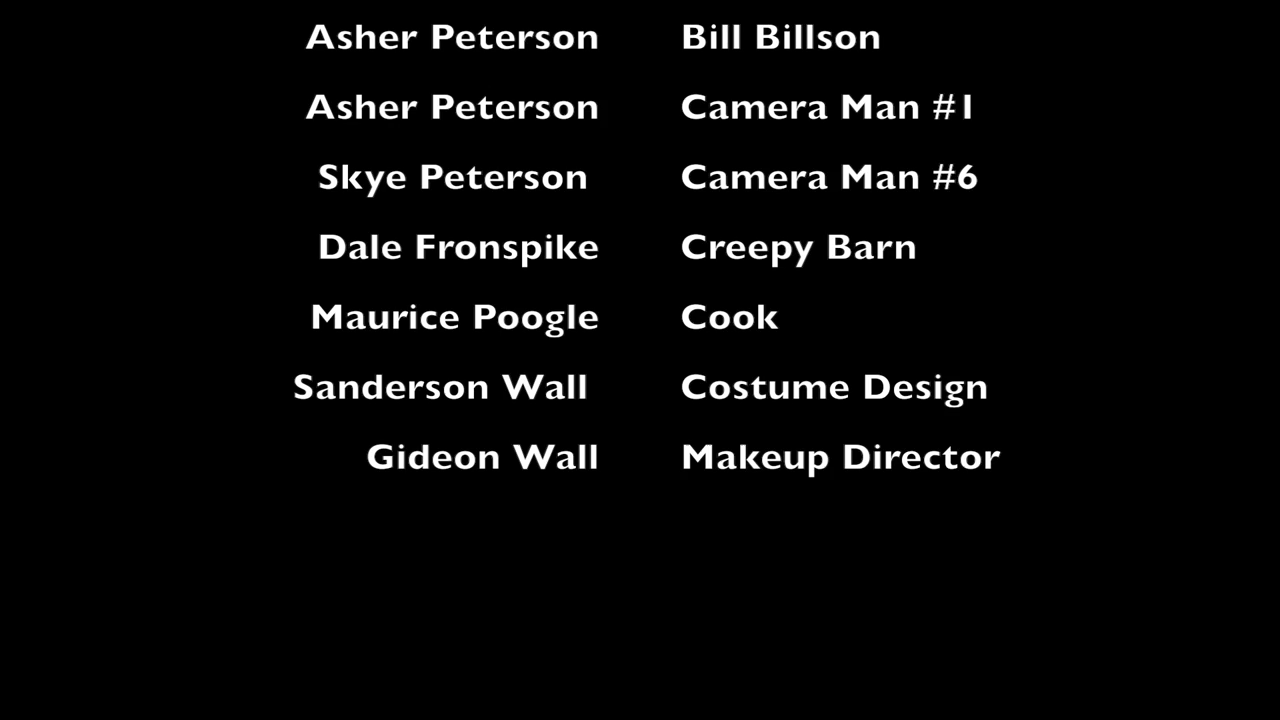 Asher Peterson Bill Billson
Asher Peterson Camera Man #1
Skye Peterson Camera Man #6
Dale Fronspike Creepy Barn
Maurice Poogle Cook
Sanderson Wall Costume Design
Gideon Wall Makeup Director